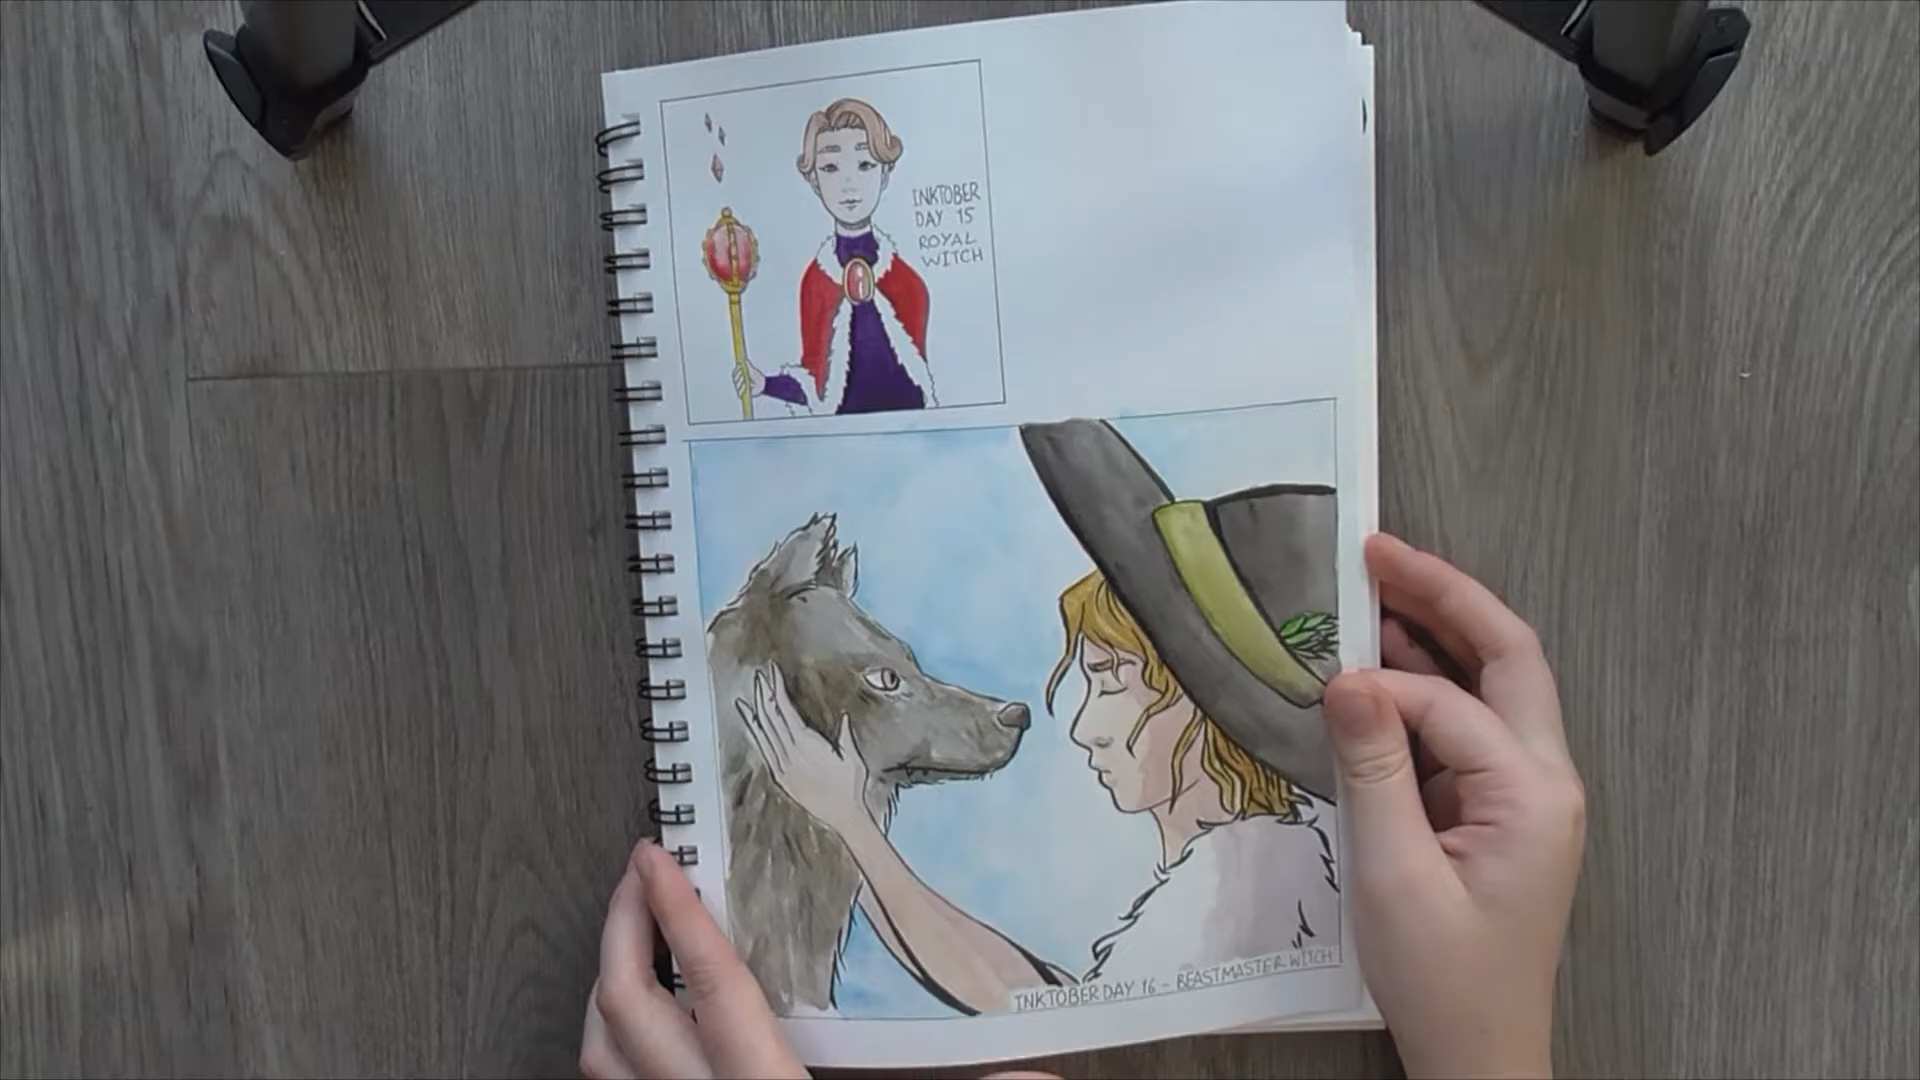 INKTOBER
DAY 15
ROYAL
WITCH
INKTOBER DAY 16 - BEASTMASTER WITCH